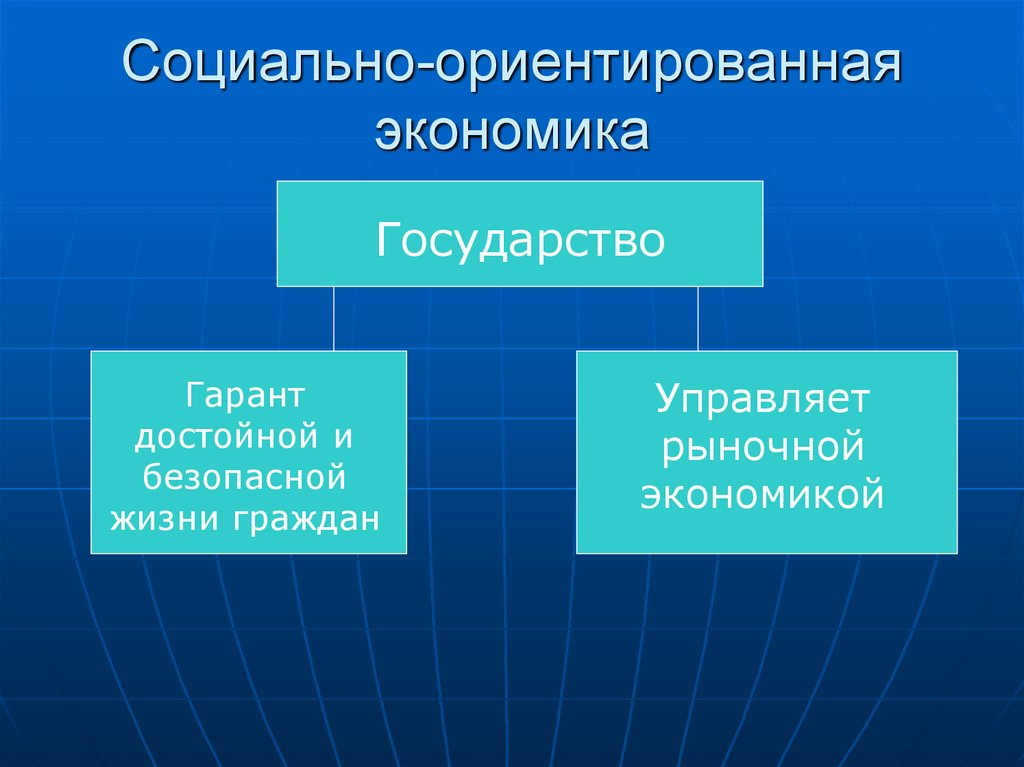 Социально-ориентированная
экономика
Государство
Гарант
достойной и
безопасной
жизни граждан
Управляет
рыночной
экономикой